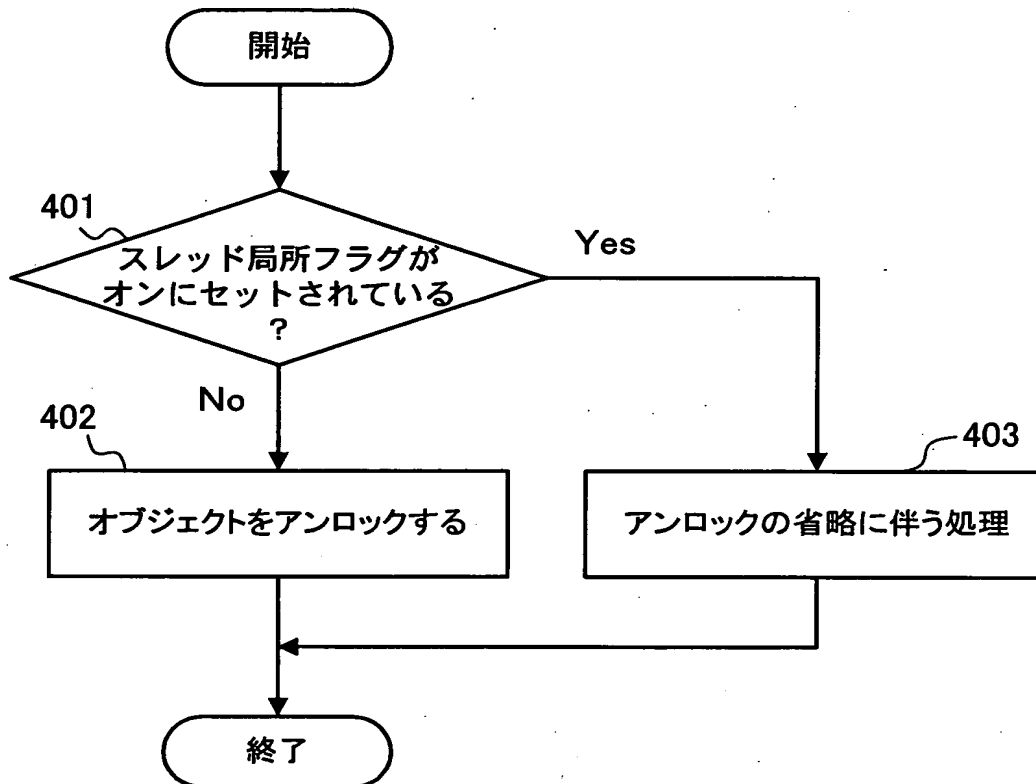 開始
401
スレッド局所フラグが
オンにセットされている
?
Yes
No
402
403
オブジェクトをアンロックする
アンロックの省略に伴う処理
終了